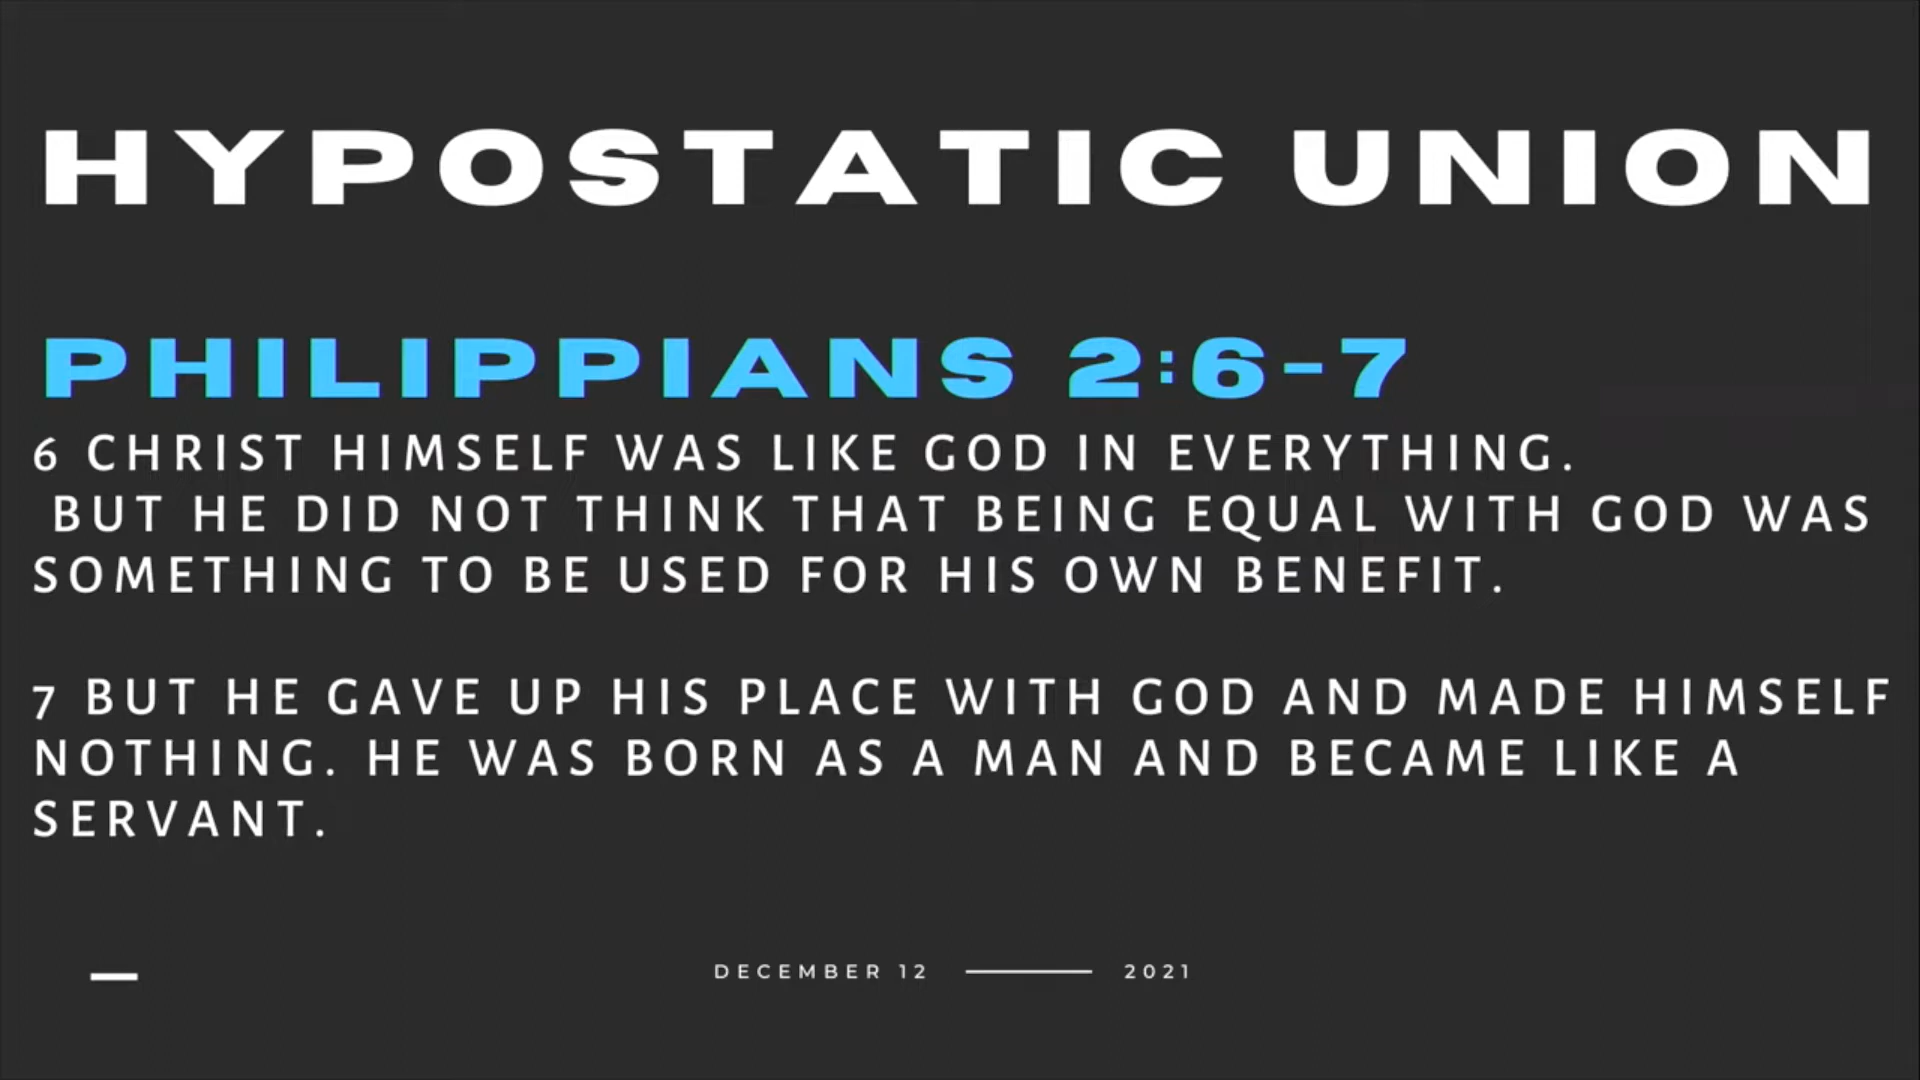 HYPOSTATIC UNION
PHILIPPIANS 2:6-7
6 CHRIST HIMSELF WAS LIKE GOD IN EVERYTHING.
BUT HE DID NOT THINK THAT BEING EQUAL WITH GOD WAS
SOMETHING TO BE USED FOR HIS OWN BENEFIT.
7 BUT HE GAVE UP HIS PLACE WITH GOD AND MADE HIMSELF
NOTHING. HE WAS BORN AS A MAN AND BECAME LIKE A
SERVANT.
DECEMBER 12 2021